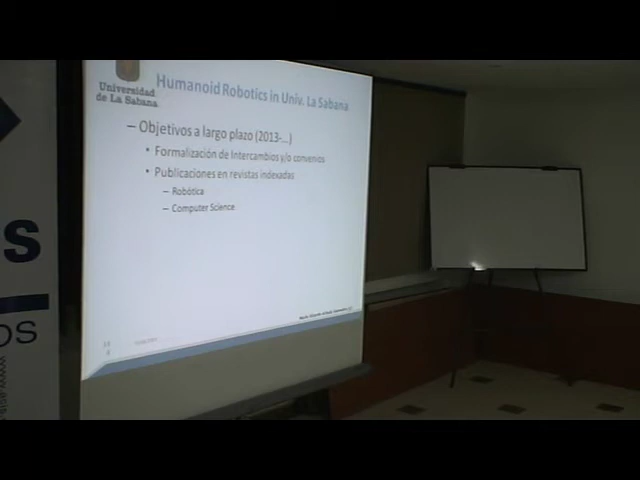 Universidad
de La Sabana
Humanoid Robotics in Univ. La Sabana
– Objetivos a largo plazo (2013-...)
• Formalización de Intercambios y/o convenios
• Publicaciones en revistas indexadas
– Robótica
– Computer Science
s
os